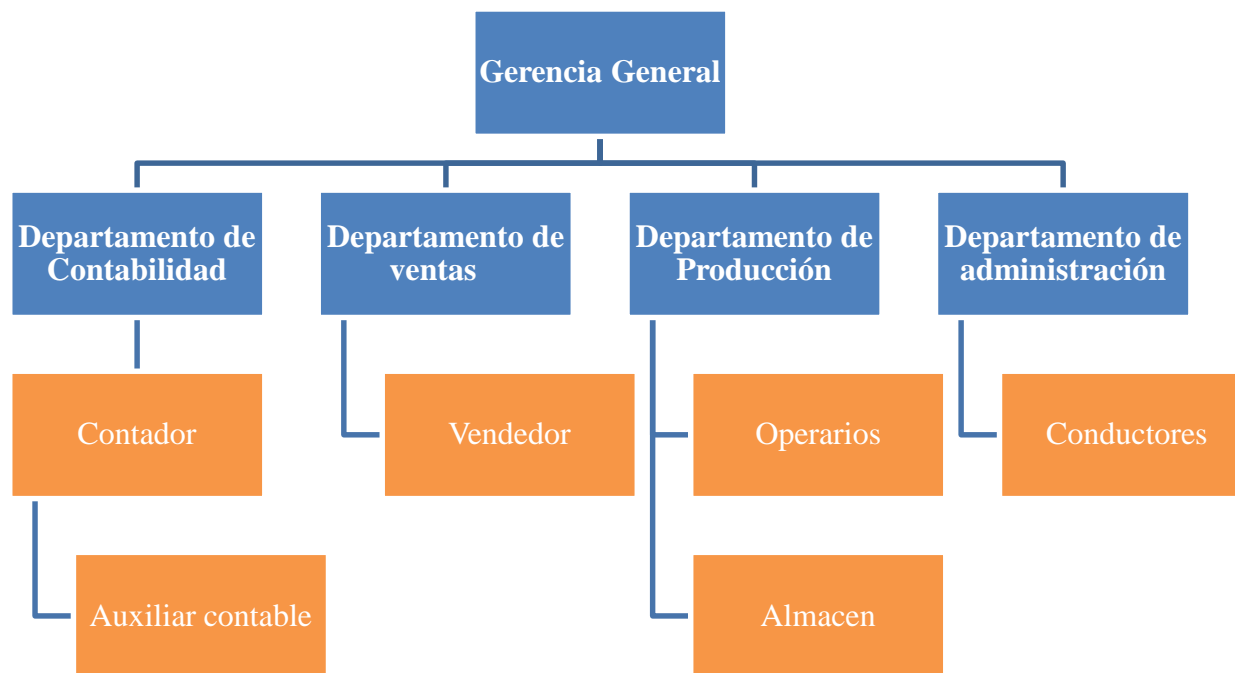 Gerencia General
Departamento de
Contabilidad
Departamento de
ventas
Departamento de
Producción
Departamento de
administración
Contador
Vendedor
Operarios
Conductores
Auxiliar contable
Almacen